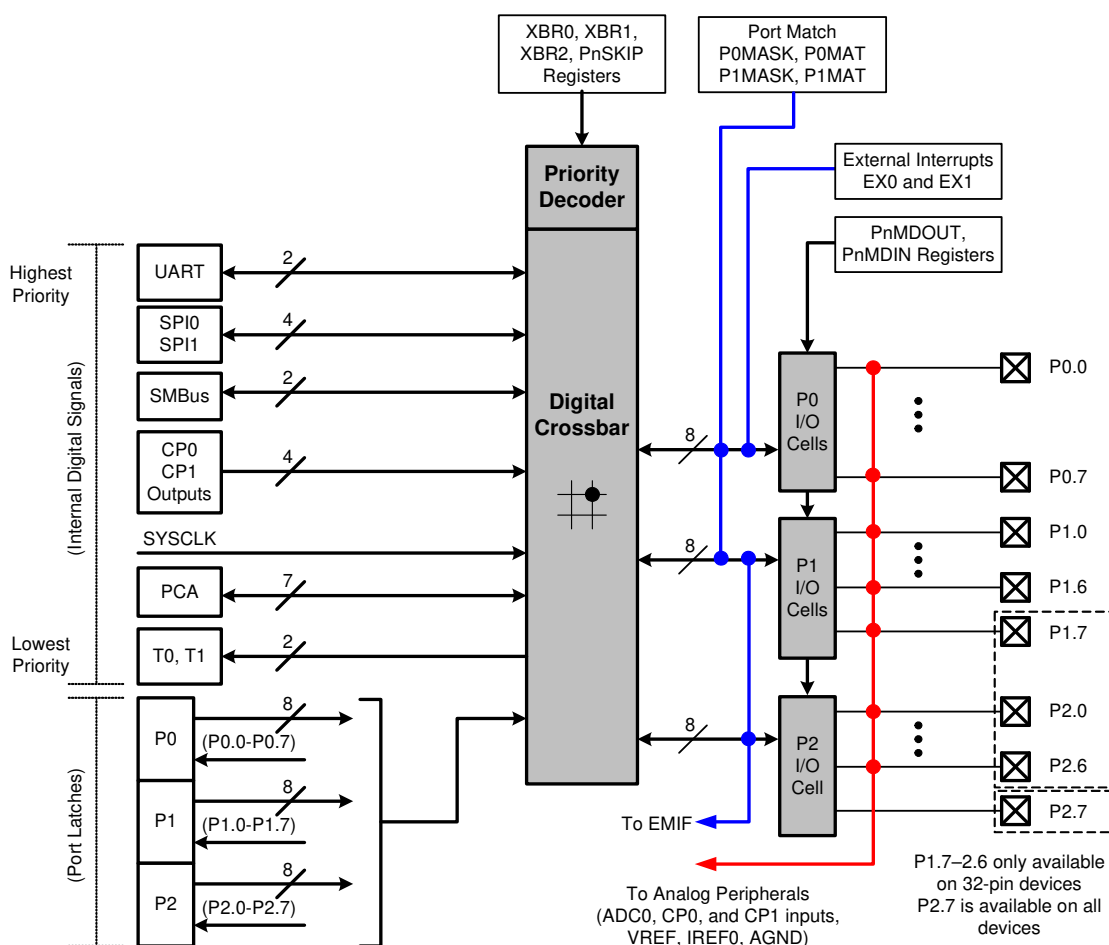 XBR0, XBR1,
XBR2, PnSKIP
Registers
Port Match
P0MASK, P0MAT
P1MASK, P1MAT
External Interrupts
EX0 and EX1
Priority
Decoder
PnMDOUT,
PnMDIN Registers
Highest
Priority
UART
2
SPI0
SPI1
4
(Internal Digital Signals)
SMBus
2
Digital
Crossbar
CP0
CP1
Outputs
4
SYSCLK
PCA
7
Lowest
Priority
T0, T1
2
8
P0
I/O
Cells
P0.0
P0.7
8
P1
I/O
Cells
P1.0
P1.6
P1.7
8
P2
I/O
Cell
P2.0
P2.6
P2.7
(Port Latches)
P0
8
(P0.0-P0.7)
P1
8
(P1.0-P1.7)
P2
8
(P2.0-P2.7)
To EMIF
To Analog Peripherals
(ADC0, CP0, and CP1 inputs,
VREF, IREF0, AGND)
P1.7–2.6 only available
on 32-pin devices
P2.7 is available on all
devices